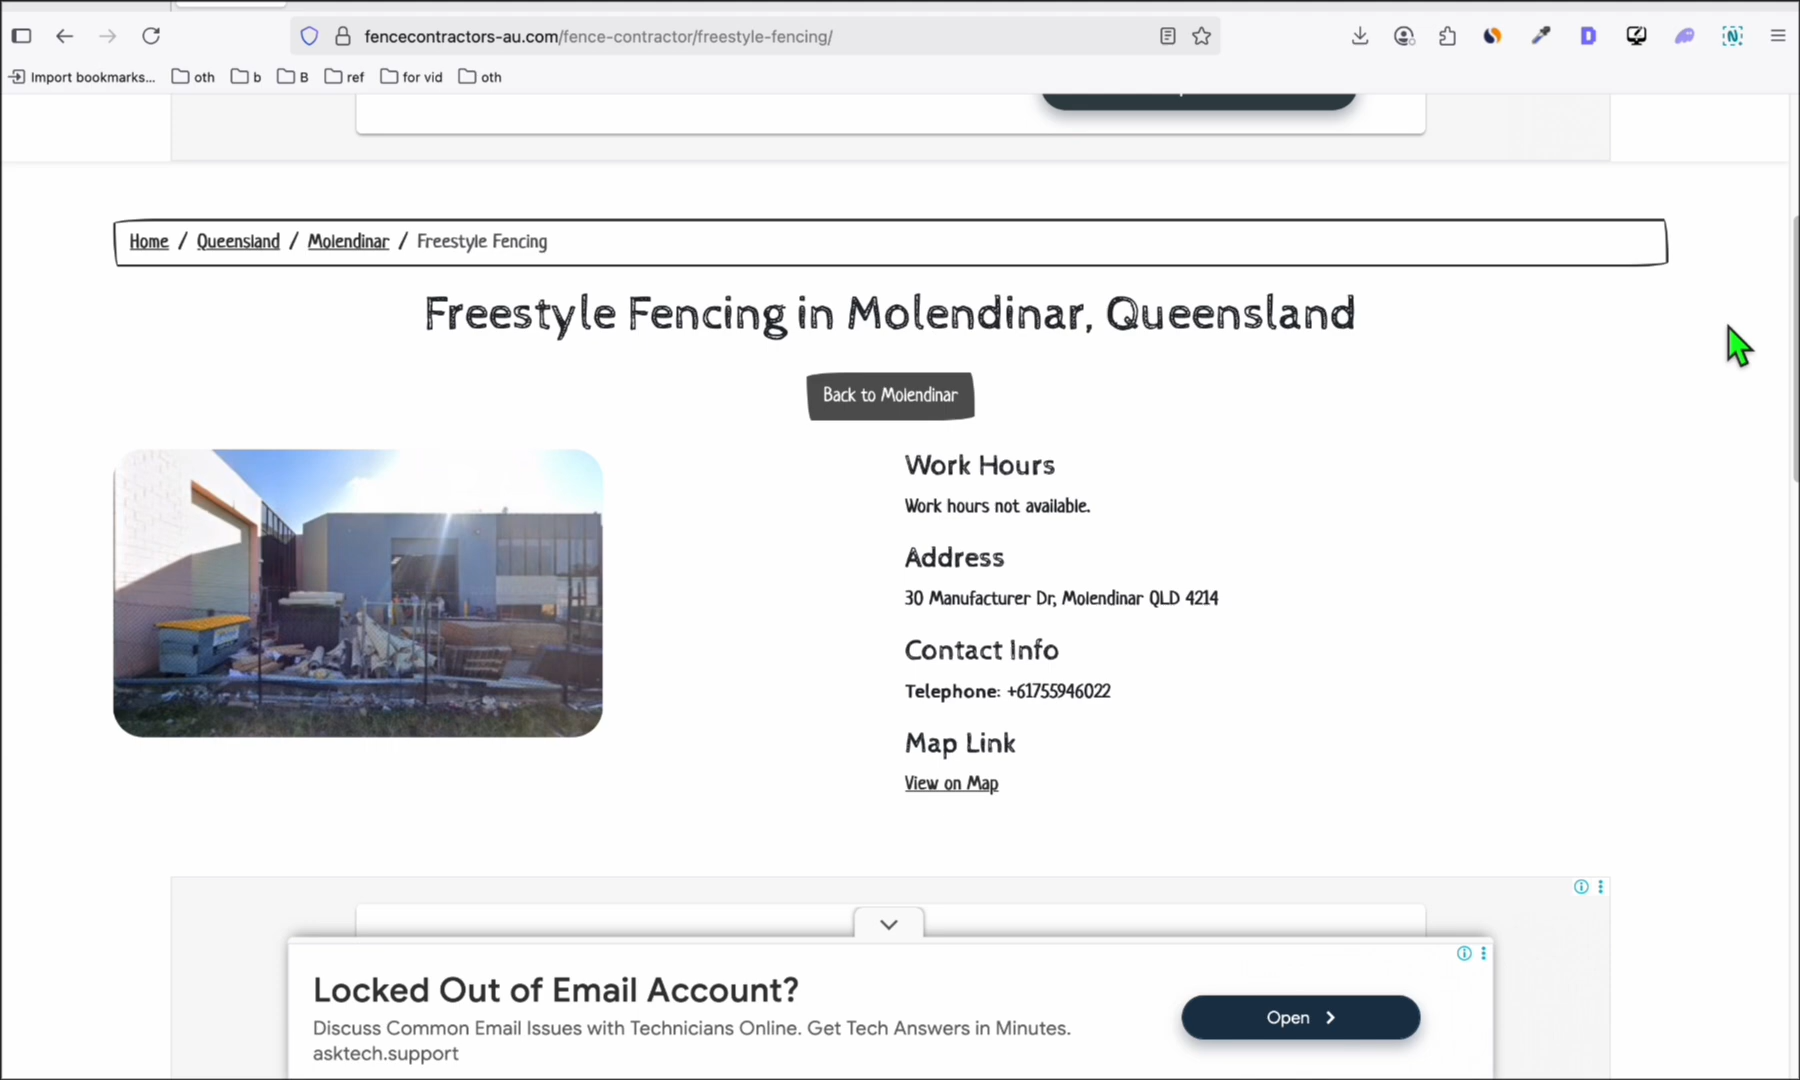 fencecontractors-au.com/fence-contractor/freestyle-fencing/
Import bookmarks... oth b B ref for vid oth
Home / Queensland / Molendinar / Freestyle Fencing
Freestyle Fencing in Molendinar, Queensland
Back to Molendinar
Work Hours
Work hours not available.
Address
30 Manufacturer Dr, Molendinar QLD 4214
Contact Info
Telephone: +61755946022
Map Link
View on Map
Locked Out of Email Account?
Discuss Common Email Issues with Technicians Online. Get Tech Answers in Minutes.
asktech.support
Open